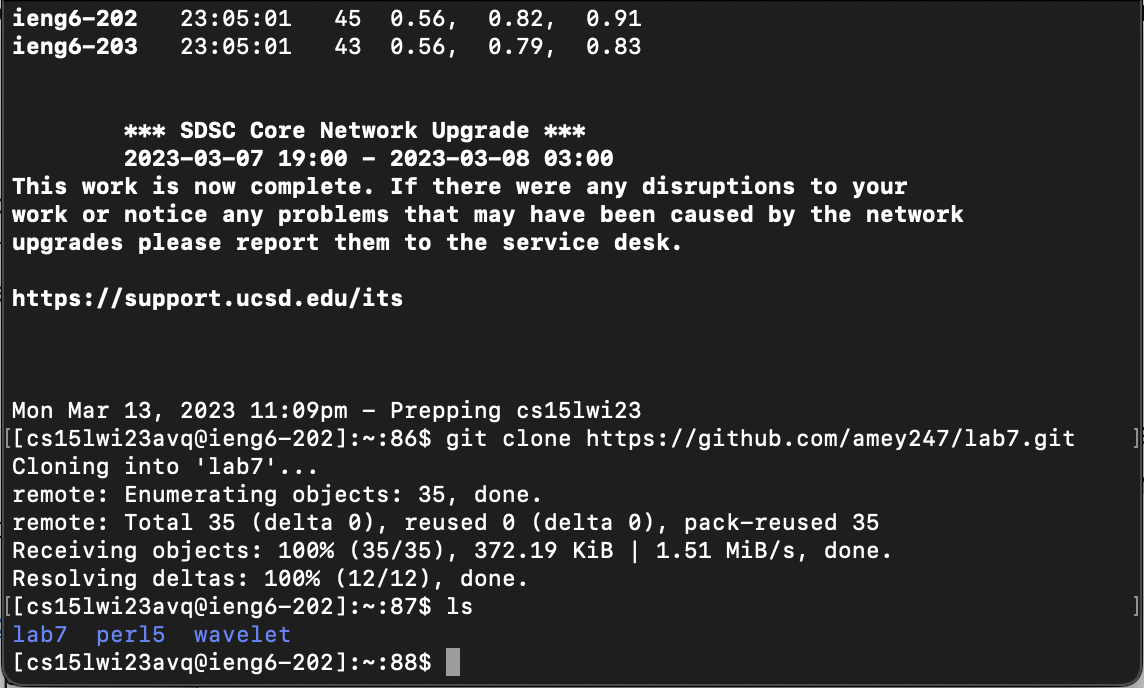 ieng6-202   23:05:01   45  0.56,  0.82,  0.91
ieng6-203   23:05:01   43  0.56,  0.79,  0.83
*** SDSC Core Network Upgrade ***
2023-03-07 19:00 - 2023-03-08 03:00
This work is now complete. If there were any disruptions to your
work or notice any problems that may have been caused by the network
upgrades please report them to the service desk.
https://support.ucsd.edu/its
Mon Mar 13, 2023 11:09pm - Prepping cs15lwi23
[[cs15lwi23avq@ieng6-202]:~:86$ git clone https://github.com/amey247/lab7.git    ]
Cloning into 'lab7'...
remote: Enumerating objects: 35, done.
remote: Total 35 (delta 0), reused 0 (delta 0), pack-reused 35
Receiving objects: 100% (35/35), 372.19 KiB | 1.51 MiB/s, done.
Resolving deltas: 100% (12/12), done.
[[cs15lwi23avq@ieng6-202]:~:87$ ls    ]
lab7  perl5  wavelet
[cs15lwi23avq@ieng6-202]:~:88$